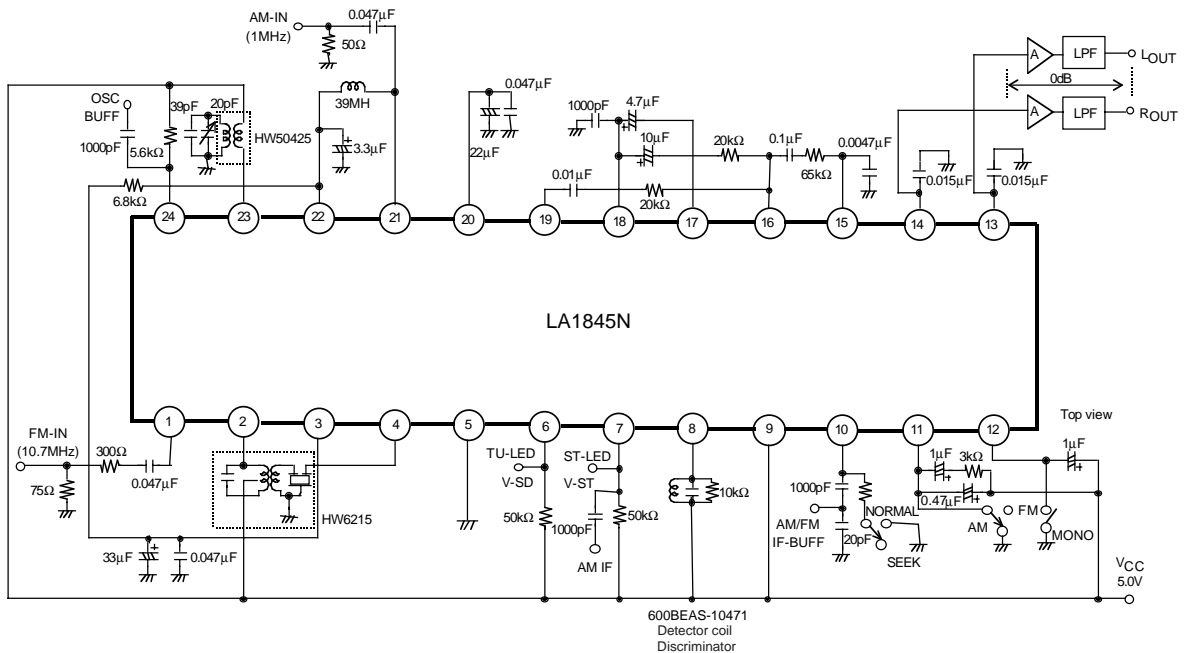 AM-IN
(1MHz)
0.047μF
50Ω
39MH
3.3μF
OSC
BUFF
1000pF
5.6kΩ
39pF
20pF
HW50425
6.8kΩ
0.047μF
22μF
1000pF
4.7μF
10μF
20kΩ
0.1μF
65kΩ
0.0047μF
0.01μF
20kΩ
0.015μF
0.015μF
A
LPF
LOUT
0dB
A
LPF
ROUT
24
23
22
21
20
19
18
17
16
15
14
13
LA1845N
1
2
3
4
5
6
7
8
9
10
11
12
Top view
FM-IN
(10.7MHz)
300Ω
0.047μF
75Ω
33μF
0.047μF
HW6215
TU-LED
V-SD
50kΩ
ST-LED
V-ST
1000pF
50kΩ
AM IF
10kΩ
600BEAS-10471
Detector coil
Discriminator
1000pF
AM/FM
IF-BUFF
20pF
NORMAL
SEEK
1μF
3kΩ
0.47μF
AM
FM
MONO
1μF
VCC
5.0V